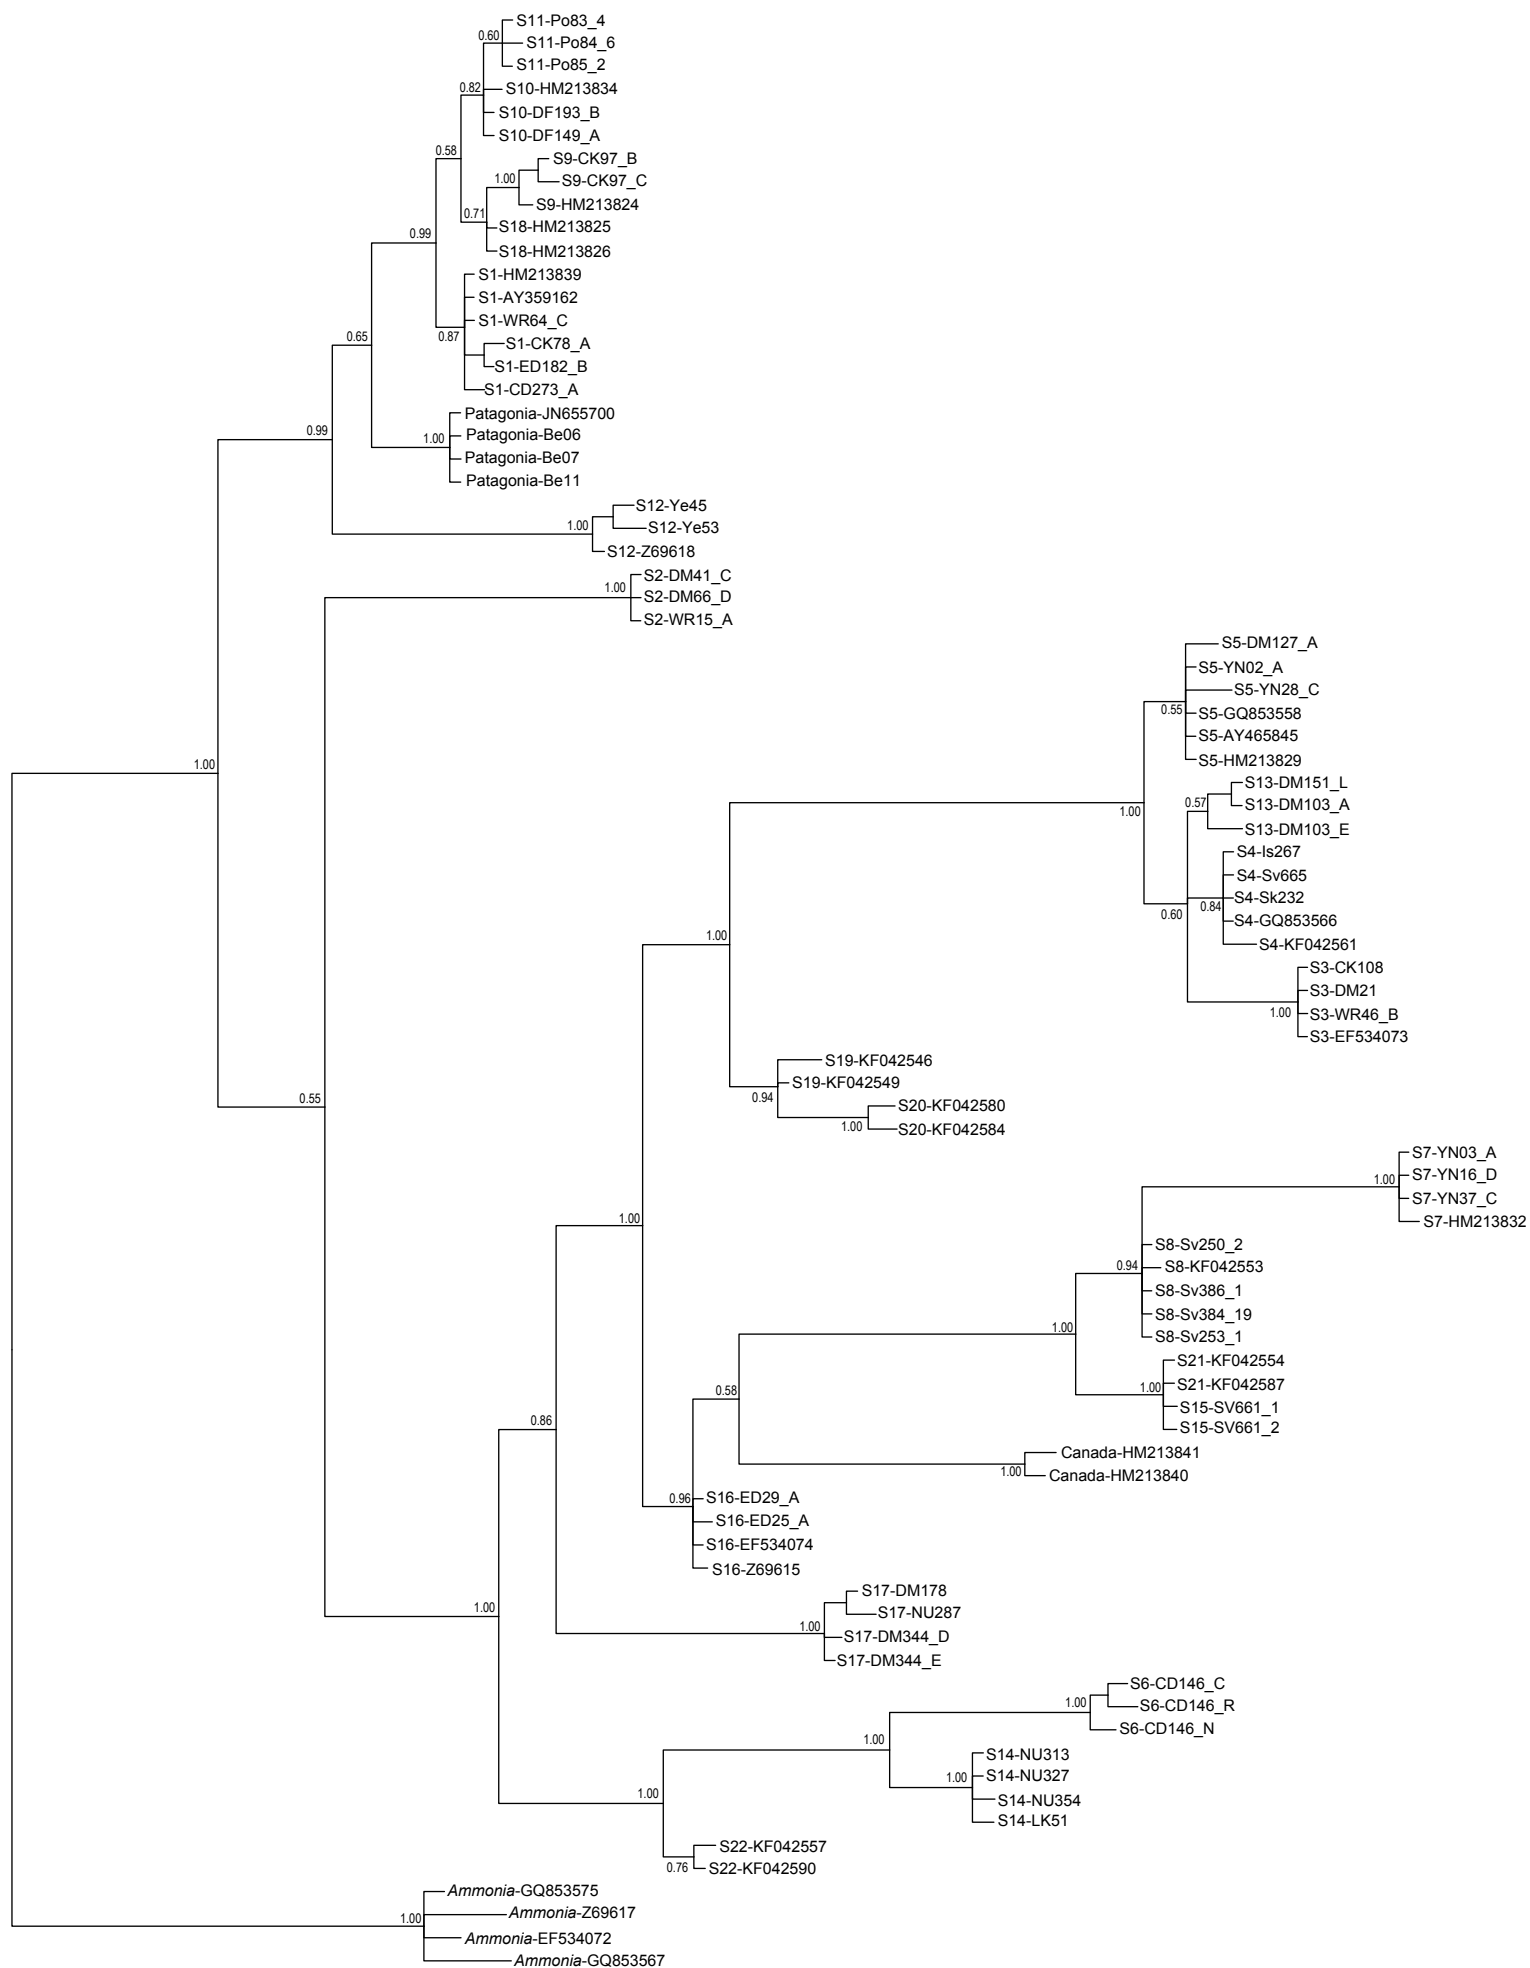 S11-Po83_4
0.60
S11-Po84_6
S11-Po85_2
0.82
S10-HM213834
S10-DF193_B
S10-DF149_A
0.58
S9-CK97_B
1.00
S9-CK97_C
S9-HM213824
0.71
S18-HM213825
0.99
S18-HM213826
S1-HM213839
S1-AY359162
S1-WR64_C
0.65
0.87
S1-CK78_A
S1-ED182_B
S1-CD273_A
Patagonia-JN655700
0.99
1.00
Patagonia-Be06
Patagonia-Be07
Patagonia-Be11
S12-Ye45
1.00
S12-Ye53
S12-Z69618
S2-DM41_C
1.00
S2-DM66_D
S2-WR15_A
S5-DM127_A
S5-YN02_A
S5-YN28_C
0.55
S5-GQ853558
S5-AY465845
S5-HM213829
1.00
S13-DM151_L
0.57
S13-DM103_A
1.00
S13-DM103_E
S4-Is267
S4-Sv665
S4-Sk232
0.84
0.60
S4-GQ853566
1.00
S4-KF042561
S3-CK108
S3-DM21
1.00
S3-WR46_B
S3-EF534073
S19-KF042546
S19-KF042549
0.94
0.55
S20-KF042580
1.00
S20-KF042584
S7-YN03_A
1.00
S7-YN16_D
S7-YN37_C
1.00
S7-HM213832
S8-Sv250_2
0.94
S8-KF042553
S8-Sv386_1
S8-Sv384_19
1.00
S8-Sv253_1
S21-KF042554
0.58
1.00
S21-KF042587
S15-SV661_1
0.86
S15-SV661_2
Canada-HM213841
1.00
Canada-HM213840
0.96
S16-ED29_A
S16-ED25_A
S16-EF534074
S16-Z69615
S17-DM178
1.00
S17-NU287
1.00
S17-DM344_D
S17-DM344_E
S6-CD146_C
1.00
S6-CD146_R
S6-CD146_N
1.00
S14-NU313
1.00
S14-NU327
1.00
S14-NU354
S14-LK51
S22-KF042557
0.76
S22-KF042590
Ammonia-GQ853575
1.00
Ammonia-Z69617
Ammonia-EF534072
Ammonia-GQ853567